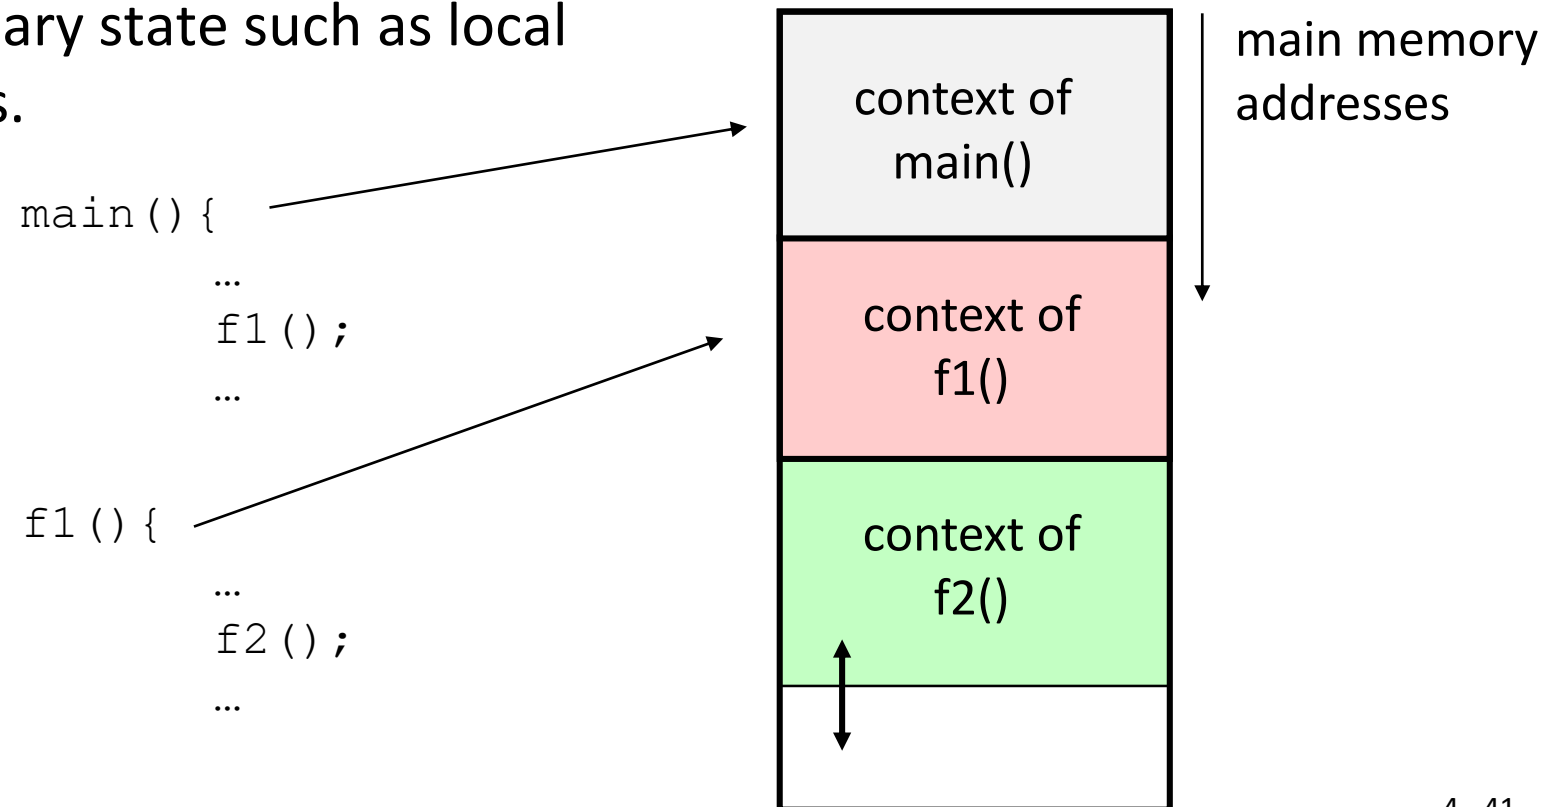 ary state such as local
s.
main(){
…
f1();
…
f1(){
…
f2();
…
context of
main()
context of
f1()
context of
f2()
main memory
addresses